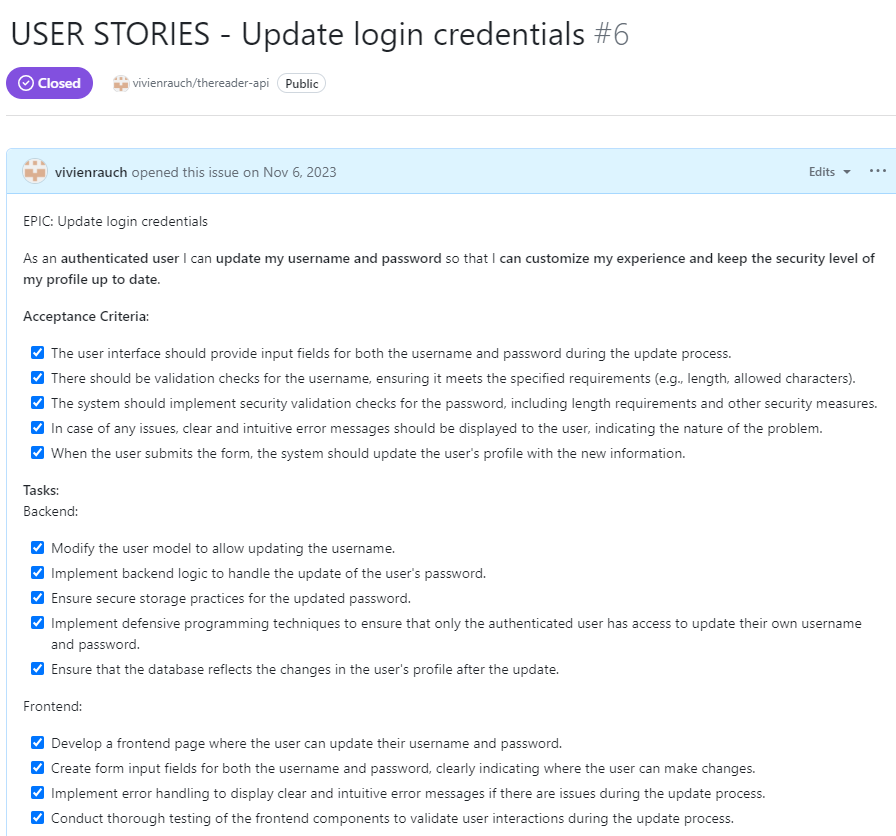 USER STORIES - Update login credentials #6
Closed vivienrauch/thereader-api Public
vivienrauch opened this issue on Nov 6, 2023 Edits
EPIC: Update login credentials
As an authenticated user I can update my username and password so that I can customize my experience and keep the security level of
my profile up to date.
Acceptance Criteria:
The user interface should provide input fields for both the username and password during the update process.
There should be validation checks for the username, ensuring it meets the specified requirements (e.g., length, allowed characters).
The system should implement security validation checks for the password, including length requirements and other security measures.
In case of any issues, clear and intuitive error messages should be displayed to the user, indicating the nature of the problem.
When the user submits the form, the system should update the user's profile with the new information.
Tasks:
Backend:
Modify the user model to allow updating the username.
Implement backend logic to handle the update of the user's password.
Ensure secure storage practices for the updated password.
Implement defensive programming techniques to ensure that only the authenticated user has access to update their own username
and password.
Ensure that the database reflects the changes in the user's profile after the update.
Frontend:
Develop a frontend page where the user can update their username and password.
Create form input fields for both the username and password, clearly indicating where the user can make changes.
Implement error handling to display clear and intuitive error messages if there are issues during the update process.
Conduct thorough testing of the frontend components to validate user interactions during the update process.